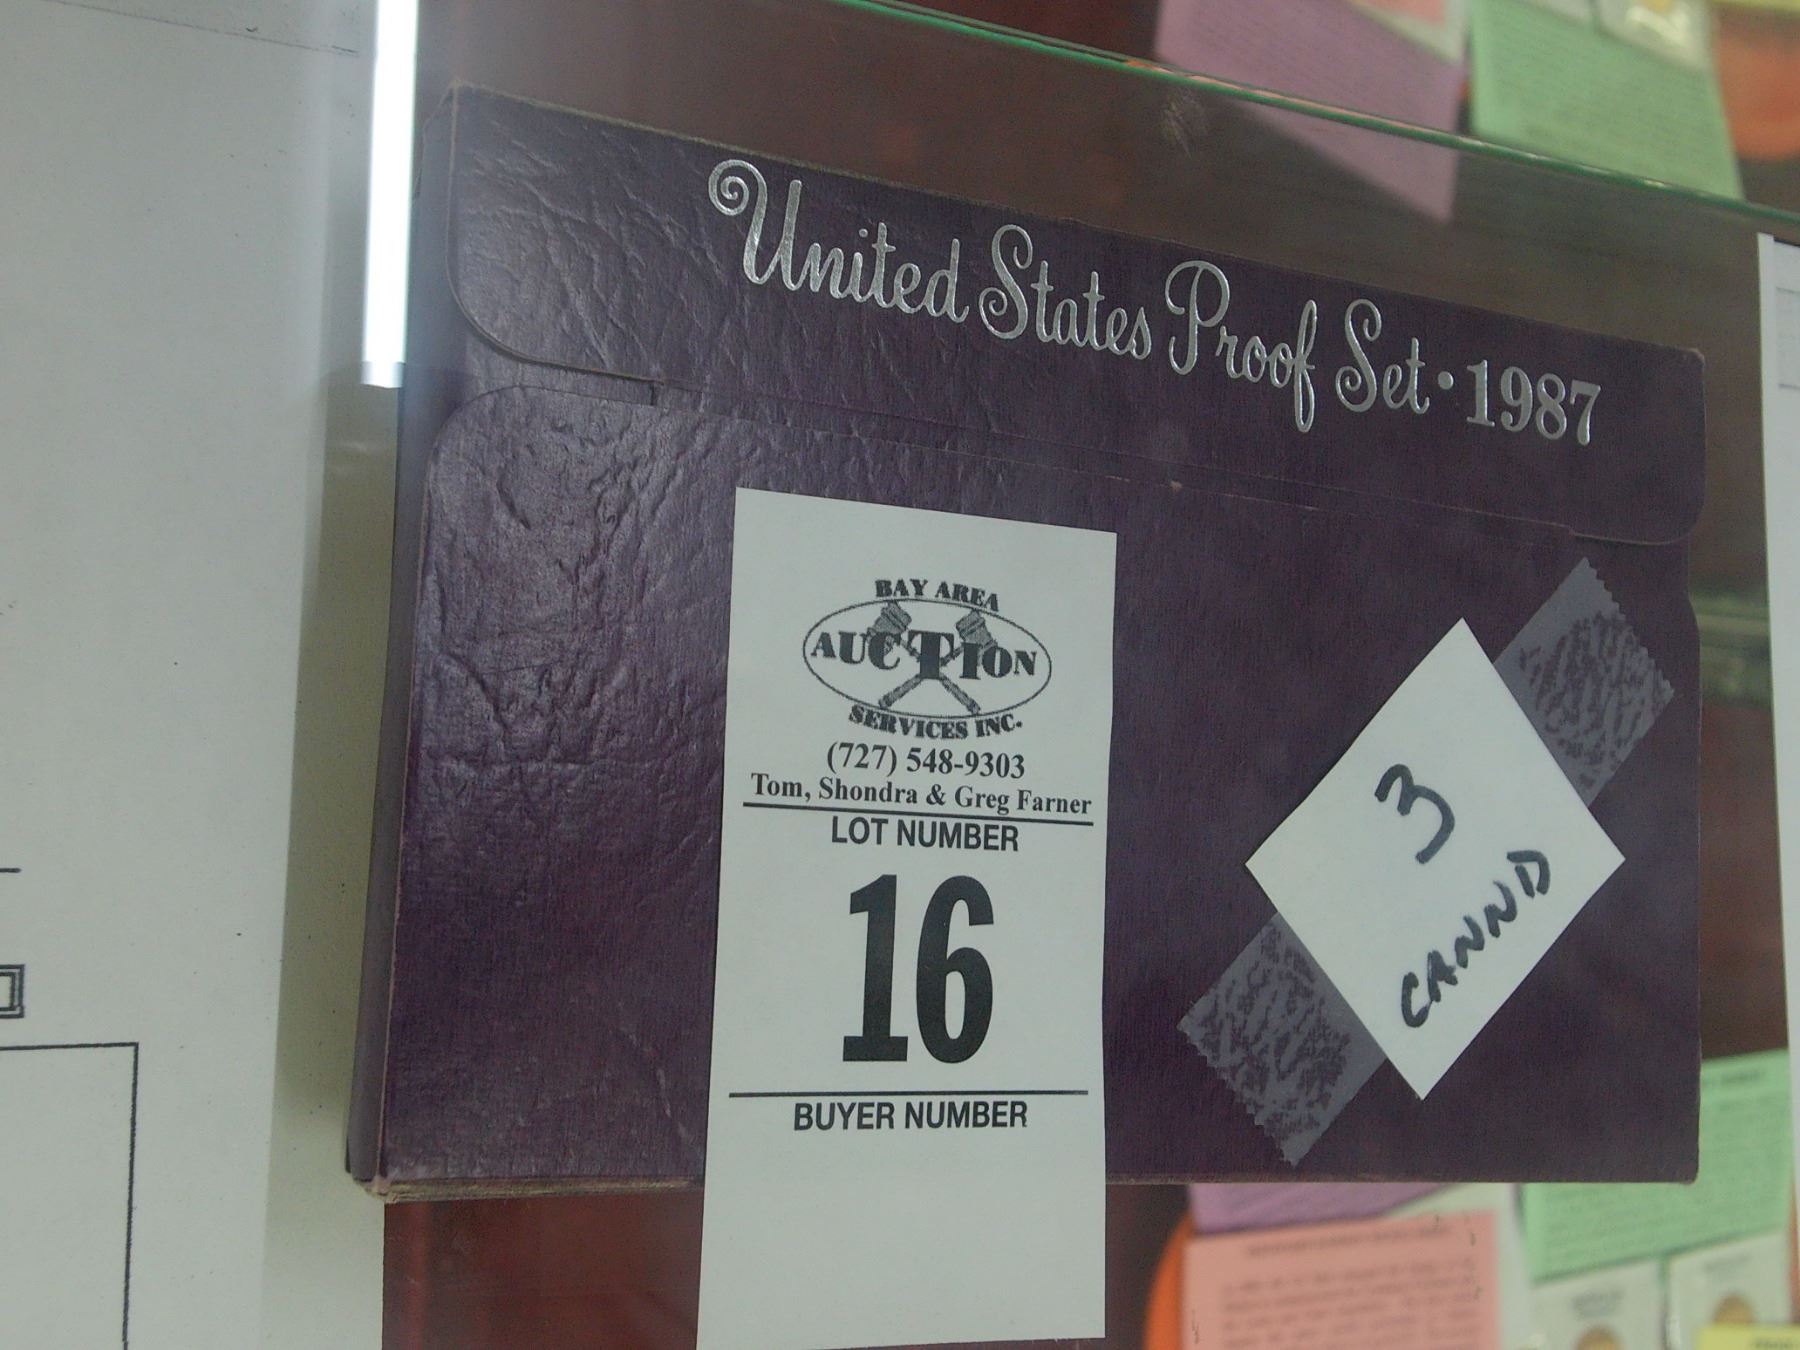 United States Proof Set • 1987
BAY AREA
AUCTION
SERVICES INC.
(727) 548-9303
Tom, Shondra & Greg Farner
LOT NUMBER
16
BUYER NUMBER
3
CANND